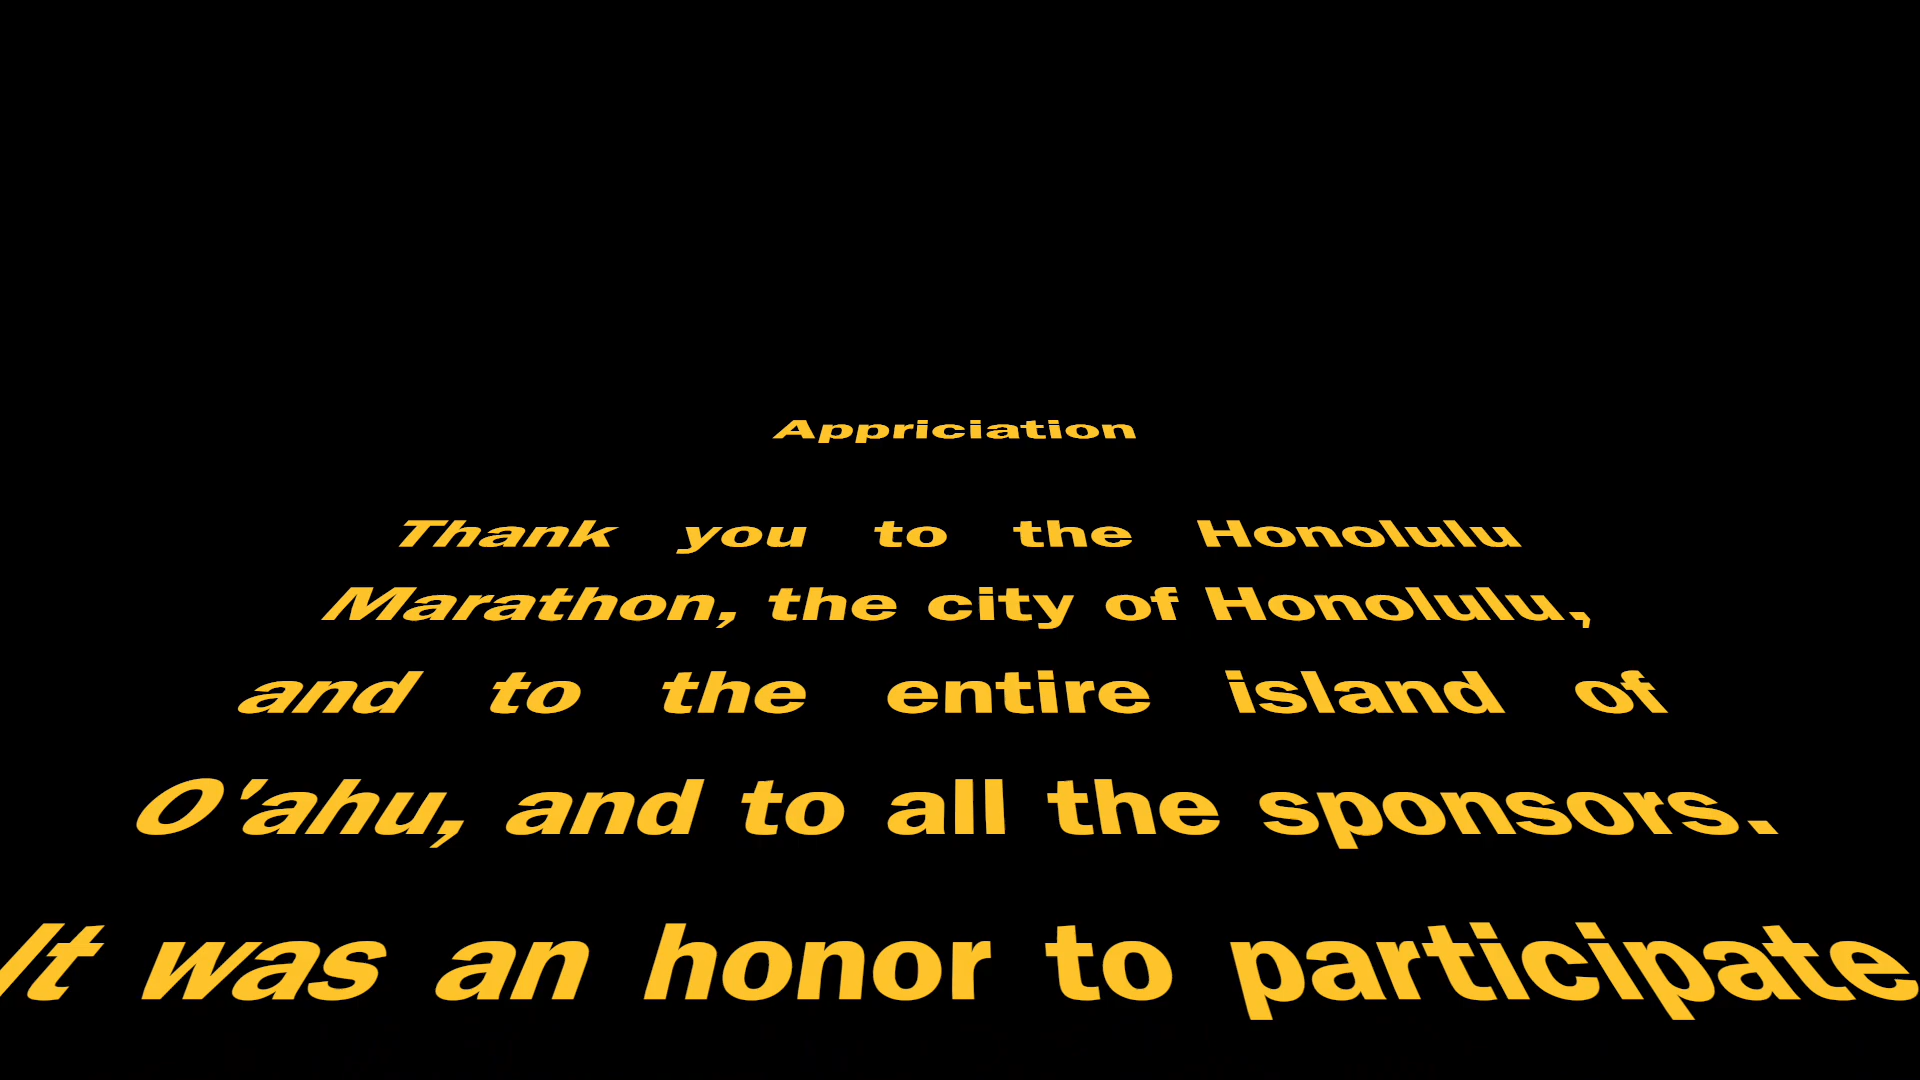 Appriciation
Thank you to the Honolulu
Marathon, the city of Honolulu,
and to the entire island of
O'ahu, and to all the sponsors.
It was an honor to participate